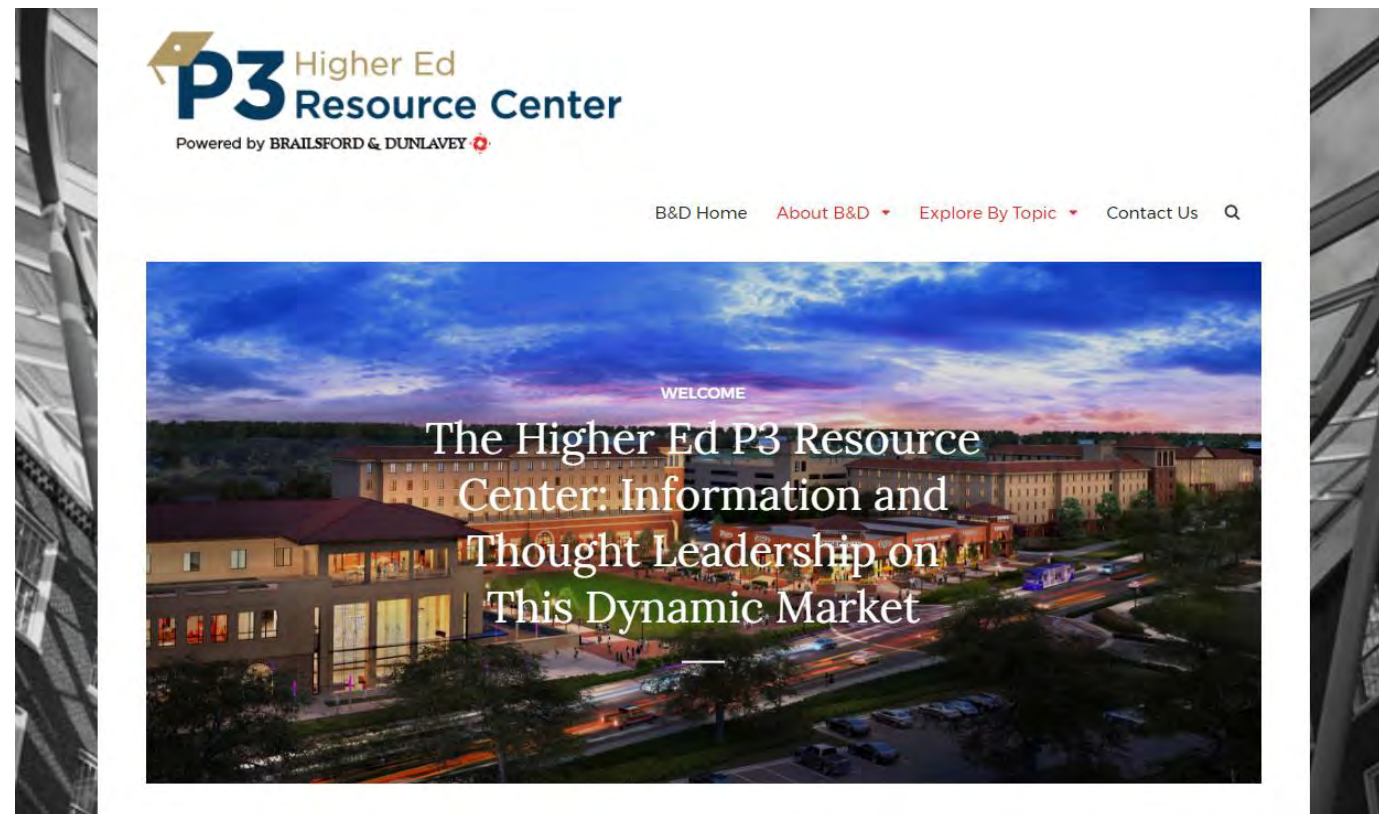 P3 Higher Ed
Resource Center
Powered by BRAILSFORD & DUNLAVEY
B&D Home About B&D Explore By Topic Contact Us
WELCOME
The Higher Ed P3 Resource
Center: Information and
Thought Leadership on
This Dynamic Market